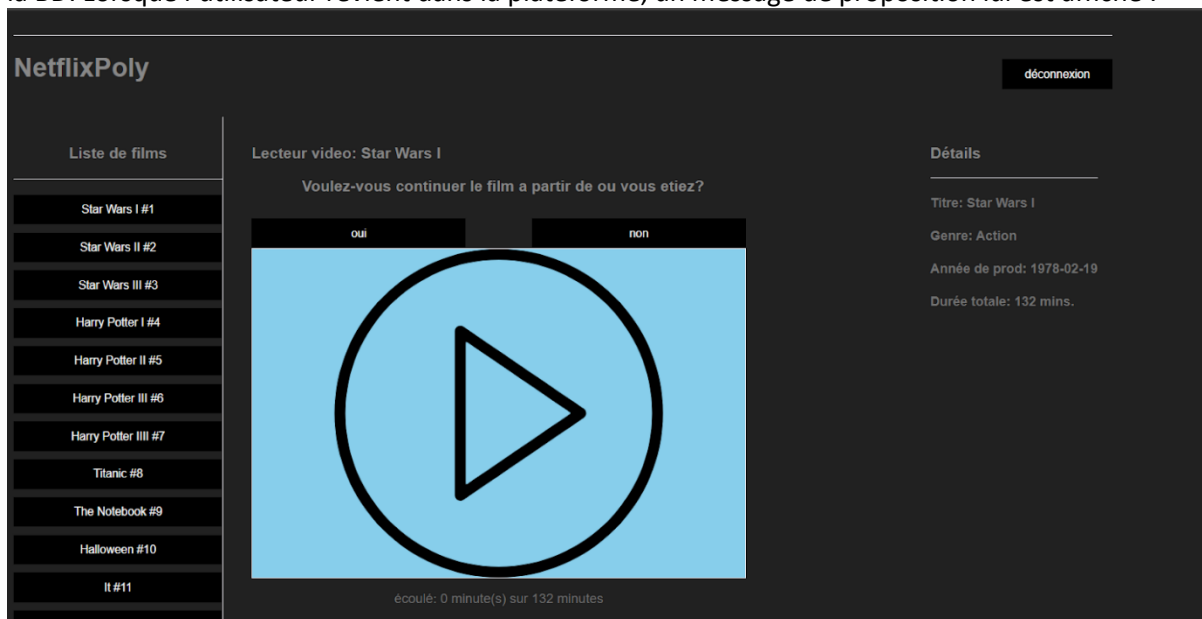 la BD. Lorsque l'utilisateur revient dans la plateforme, un message de proposition lui est affiché :
NetflixPoly
déconnexion
Liste de films
Star Wars I #1
Star Wars II #2
Star Wars III #3
Harry Potter I #4
Harry Potter II #5
Harry Potter III #6
Harry Potter IIII #7
Titanic #8
The Notebook #9
Halloween #10
It #11
Lecteur video: Star Wars I
Voulez-vous continuer le film a partir de ou vous etiez?
oui
non
écoulé: 0 minute(s) sur 132 minutes
Détails
Titre: Star Wars I
Genre: Action
Année de prod: 1978-02-19
Durée totale: 132 mins.